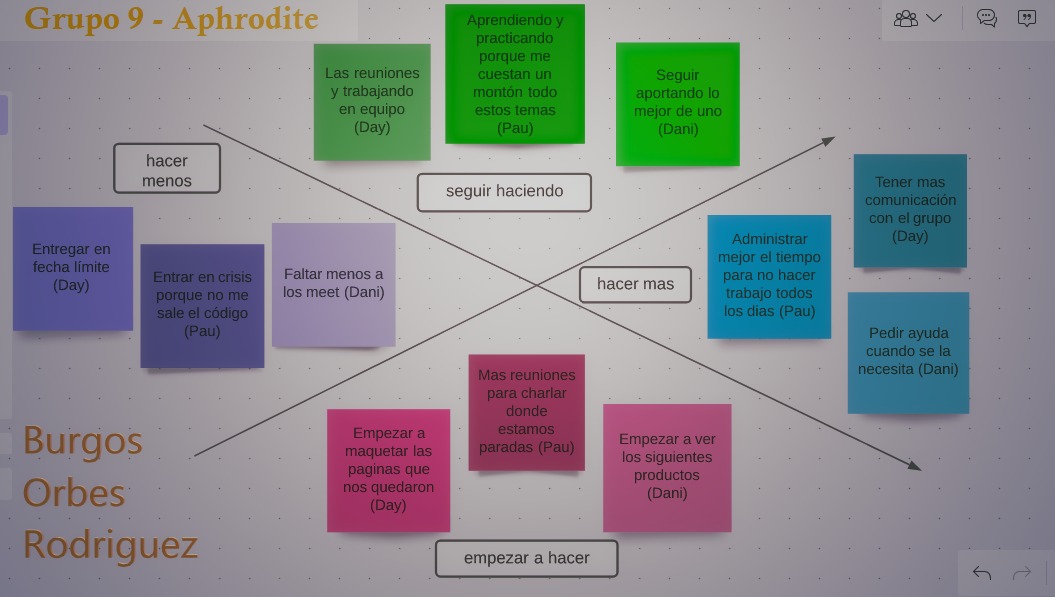 Grupo 9 - Aphrodite
Las reuniones
y trabajando
en equipo
(Day)
Aprendiendo y
practicando
porque me
cuestan un
montón todo
estos temas
(Pau)
Seguir
aportando lo
mejor de uno
(Dani)
hacer
menos
seguir haciendo
Entregar en
fecha límite
(Day)
Entrar en crisis
porque no me
sale el código
(Pau)
Faltar menos a
los meet (Dani)
hacer mas
Administrar
mejor el tiempo
para no hacer
trabajo todos
los dias (Pau)
Tener mas
comunicación
con el grupo
(Day)
Pedir ayuda
cuando se la
necesita (Dani)
Empezar a
maquetar las
paginas que
nos quedaron
(Day)
Mas reuniones
para charlar
donde
estamos
paradas (Pau)
Empezar a ver
los siguientes
productos
(Dani)
empezar a hacer
Burgos
Orbes
Rodriguez